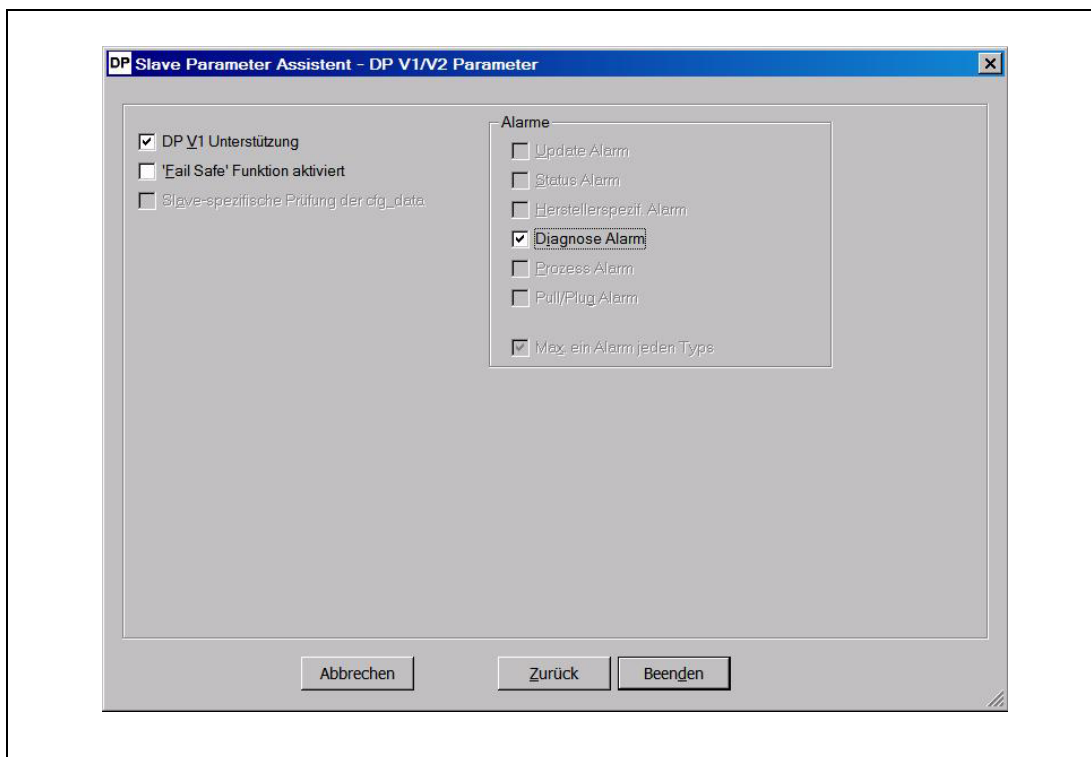 DP Slave Parameter Assistent - DP V1/V2 Parameter
DP V1 Unterstützung
'Fail Safe' Funktion aktiviert
Slave-spezifische Prüfung der cfg_data
Alarme
Update Alarm
Status Alarm
Herstellerspezif. Alarm
Diagnose Alarm
Prozess Alarm
Pull/Plug Alarm
Max. ein Alarm jeden Typs
Abbrechen
Zurück
Beenden